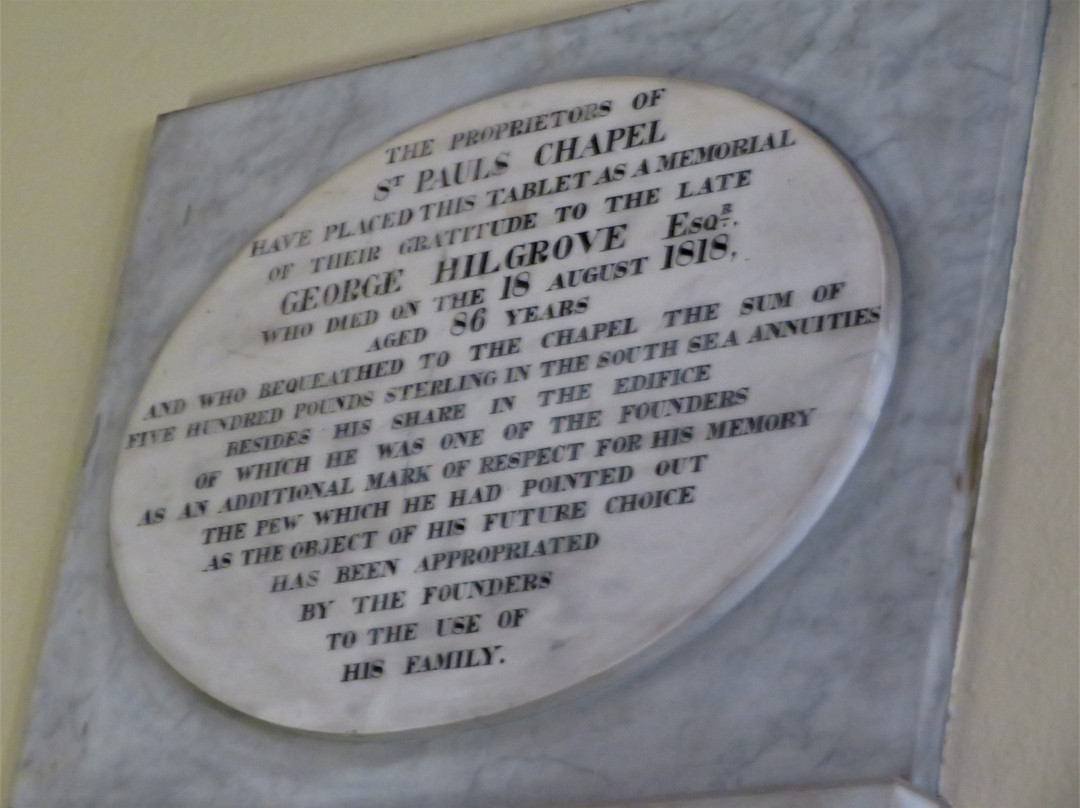 THE PROPRIETORS OF
ST PAULS CHAPEL
HAVE PLACED THIS TABLET AS A MEMORIAL
OF THEIR GRATITUDE TO THE LATE
GEORGE HILGROVE ESQR.
WHO DIED ON THE 18 AUGUST 1818,
AGED 86 YEARS
AND WHO BEQUEATHED TO THE CHAPEL THE SUM OF
FIVE HUNDRED POUNDS STERLING IN THE SOUTH SEA ANNUITIES
BESIDES HIS SHARE IN THE EDIFICE
OF WHICH HE WAS ONE OF THE FOUNDERS
AS AN ADDITIONAL MARK OF RESPECT FOR HIS MEMORY
THE PEW WHICH HE HAD POINTED OUT
AS THE OBJECT OF HIS FUTURE CHOICE
HAS BEEN APPROPRIATED
BY THE FOUNDERS
TO THE USE OF
HIS FAMILY.